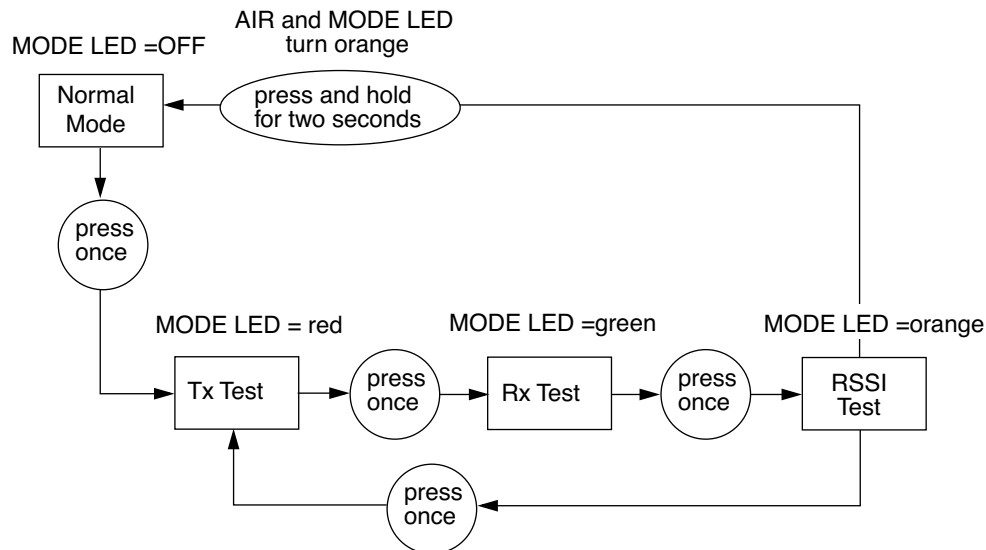 AIR and MODE LED
turn orange
MODE LED =OFF
Normal
Mode
press and hold
for two seconds
press
once
MODE LED = red
MODE LED =green
MODE LED =orange
Tx Test
press
once
Rx Test
press
once
RSSI
Test
press
once